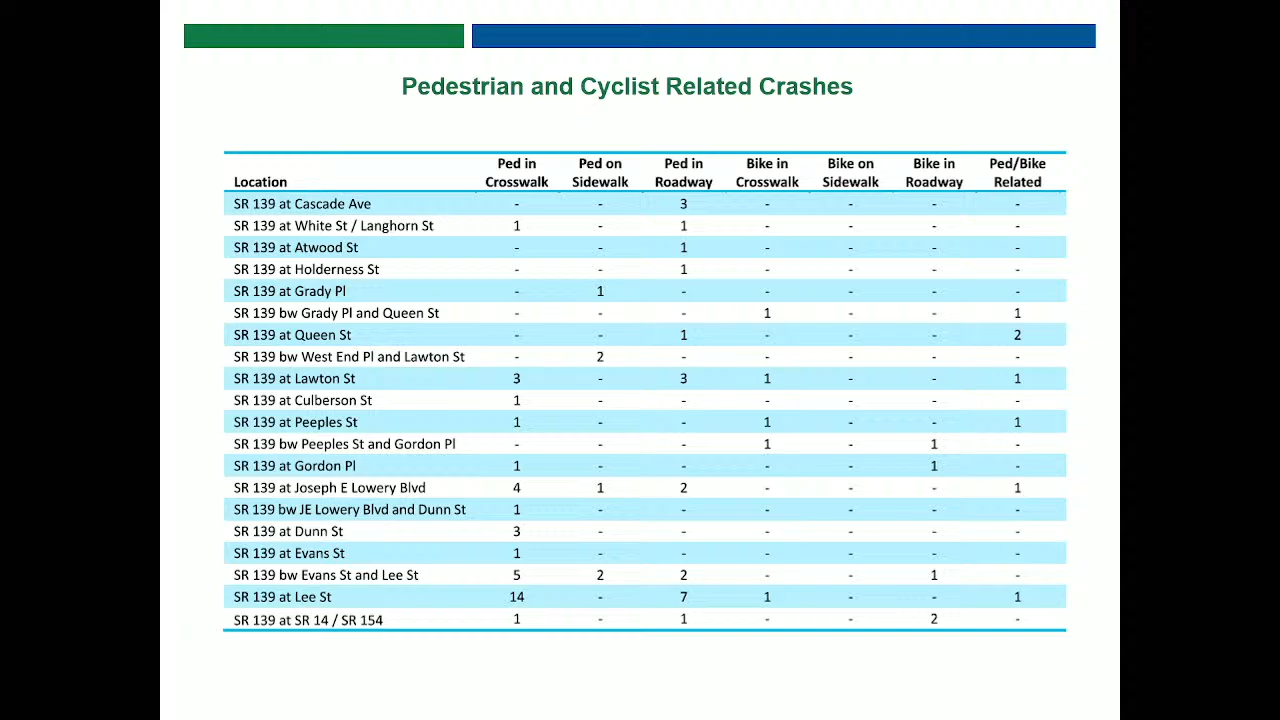 Pedestrian and Cyclist Related Crashes
Location Ped in Crosswalk Ped on Sidewalk Ped in Roadway Bike in Crosswalk Bike on Sidewalk Bike in Roadway Ped/Bike Related
SR 139 at Cascade Ave - - 3 - - - -
SR 139 at White St / Langhorn St 1 - 1 - - - -
SR 139 at Atwood St - - 1 - - - -
SR 139 at Holderness St - - 1 - - - -
SR 139 at Grady Pl - 1 - - - - -
SR 139 bw Grady Pl and Queen St - - - 1 - - 1
SR 139 at Queen St - - 1 - - - 2
SR 139 bw West End Pl and Lawton St - 2 - - - - -
SR 139 at Lawton St 3 - 3 1 - - 1
SR 139 at Culberson St 1 - - - - - -
SR 139 at Peeples St 1 - - 1 - - 1
SR 139 bw Peeples St and Gordon Pl - - - 1 - 1 -
SR 139 at Gordon Pl 1 - - - - 1 -
SR 139 at Joseph E Lowery Blvd 4 1 2 - - - 1
SR 139 bw JE Lowery Blvd and Dunn St 1 - - - - - -
SR 139 at Dunn St 3 - - - - - -
SR 139 at Evans St 1 - - - - - -
SR 139 bw Evans St and Lee St 5 2 2 - - 1 -
SR 139 at Lee St 14 - 7 1 - - 1
SR 139 at SR 14 / SR 154 1 - 1 - - 2 -